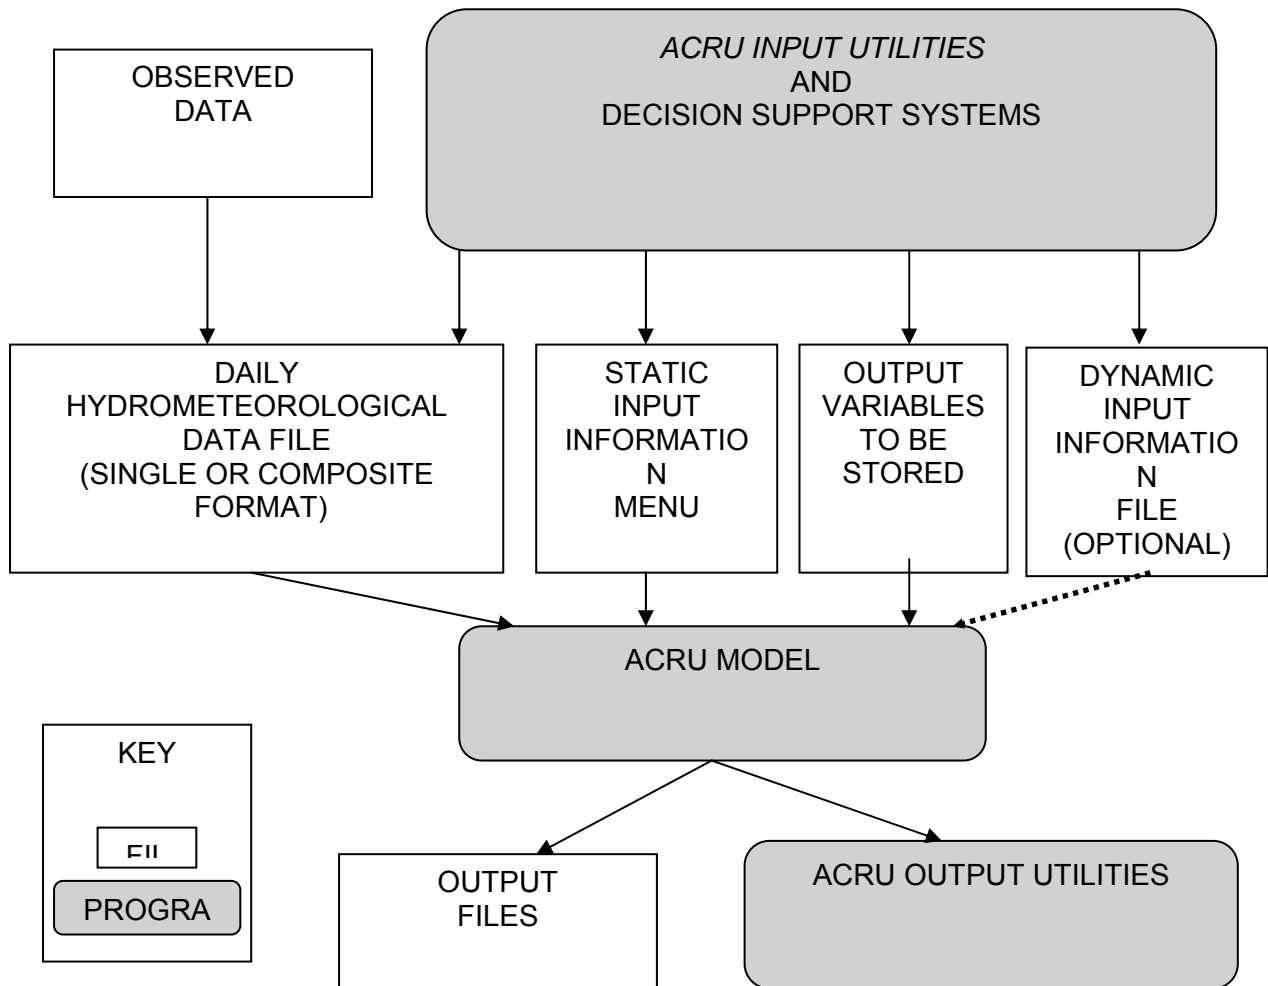 OBSERVED
DATA
ACRU INPUT UTILITIES
AND
DECISION SUPPORT SYSTEMS
DAILY
HYDROMETEOROLOGICAL
DATA FILE
(SINGLE OR COMPOSITE
FORMAT)
STATIC
INPUT
INFORMATIO
N
MENU
OUTPUT
VARIABLES
TO BE
STORED
DYNAMIC
INPUT
INFORMATIO
N
FILE
(OPTIONAL)
ACRU MODEL
KEY
PROGRA
OUTPUT
FILES
ACRU OUTPUT UTILITIES